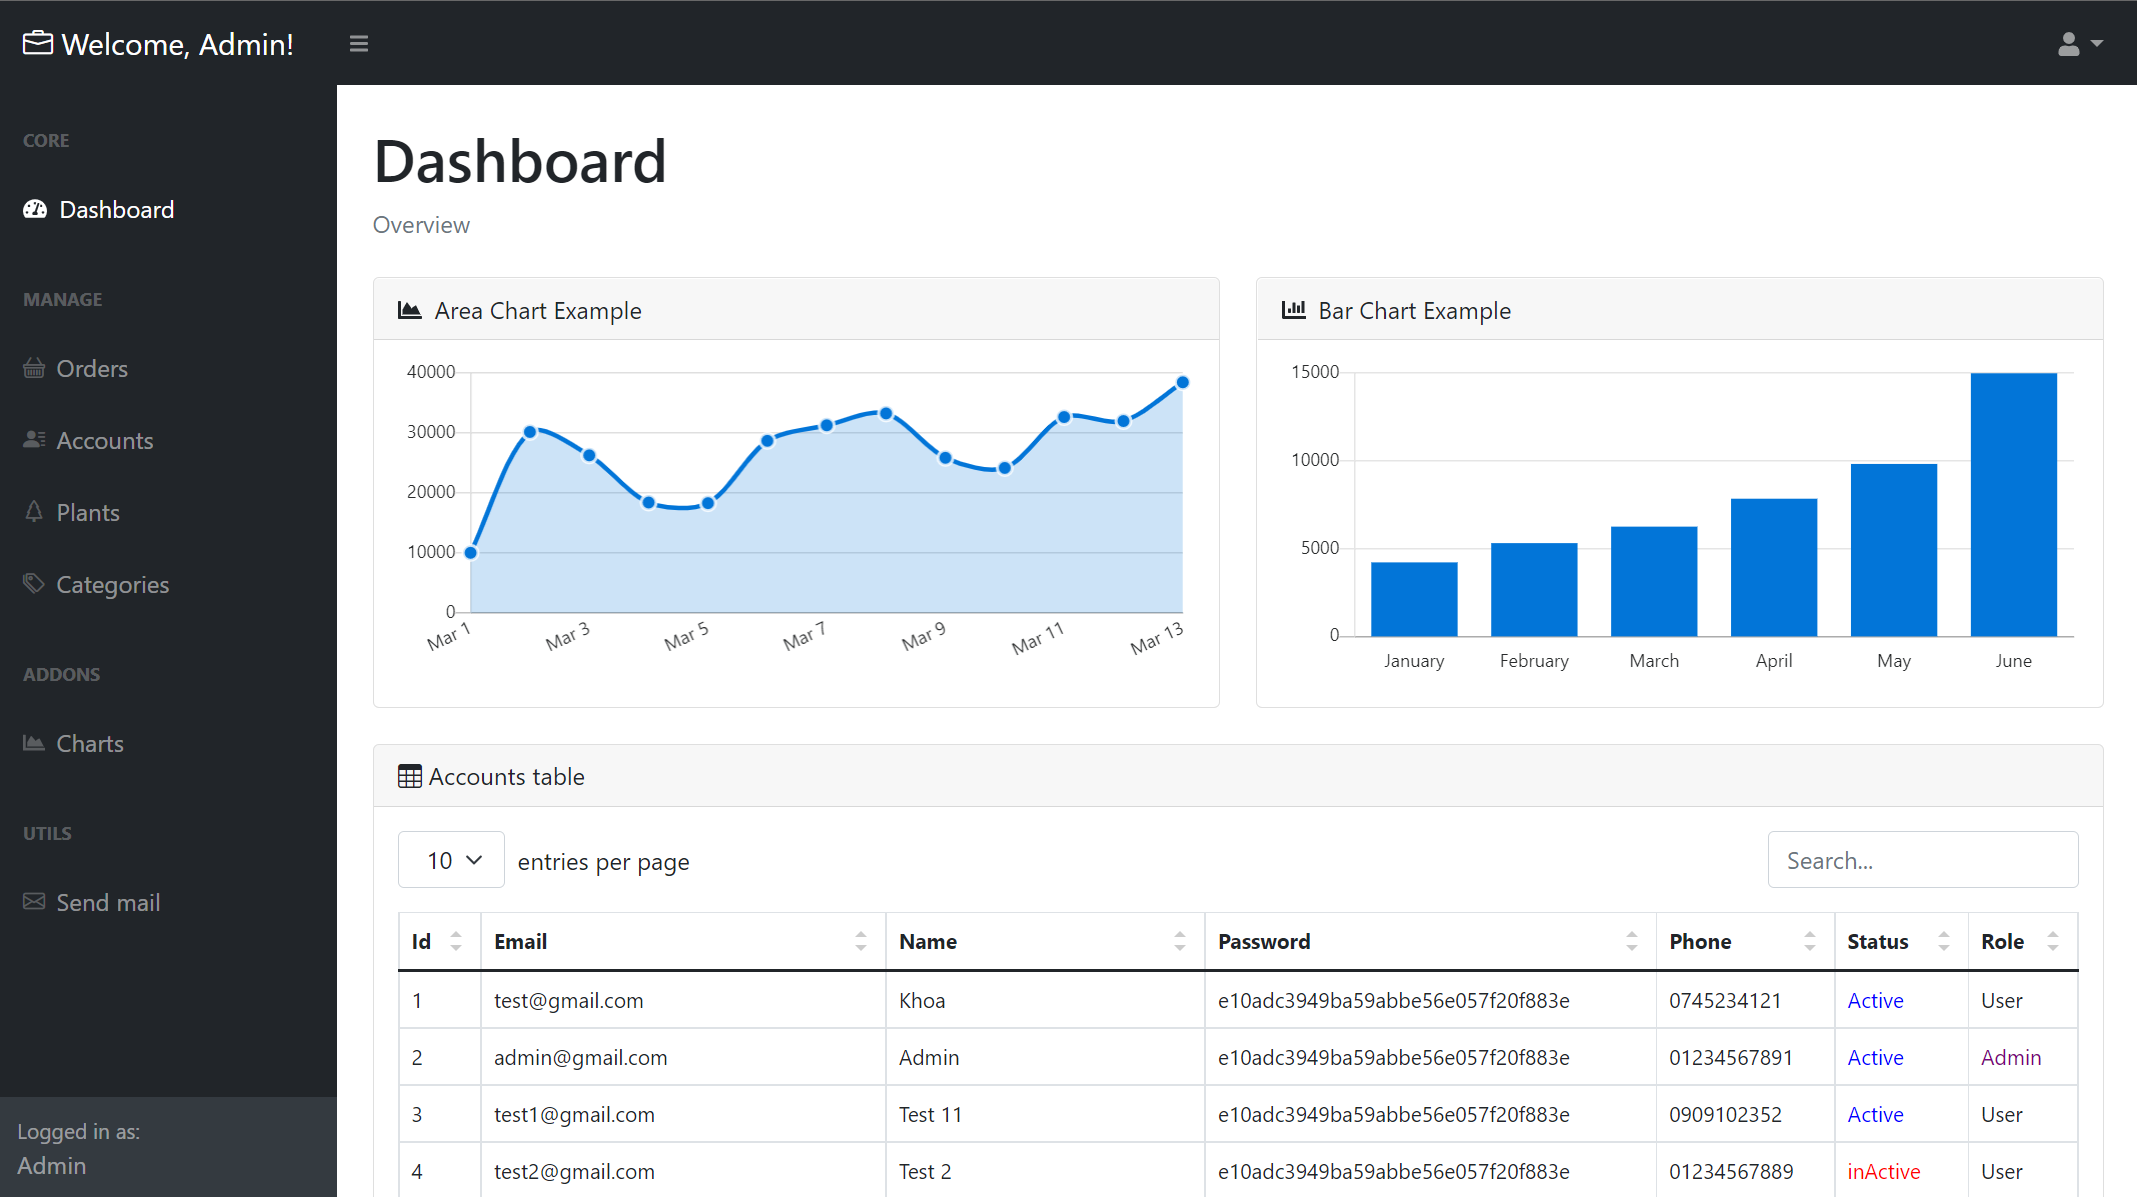 Welcome, Admin!
CORE
Dashboard
MANAGE
Orders
Accounts
Plants
Categories
ADDONS
Charts
UTILS
Send mail
Logged in as:
Admin
Dashboard
Overview
Area Chart Example
40000
30000
20000
10000
0
Mar 1 Mar 3 Mar 5 Mar 7 Mar 9 Mar 11 Mar 13
Bar Chart Example
15000
10000
5000
0
January February March April May June
Accounts table
10 entries per page Search...
Id Email Name Password Phone Status Role
1 test@gmail.com Khoa e10adc3949ba59abbe56e057f20f883e 0745234121 Active User
2 admin@gmail.com Admin e10adc3949ba59abbe56e057f20f883e 01234567891 Active Admin
3 test1@gmail.com Test 11 e10adc3949ba59abbe56e057f20f883e 0909102352 Active User
4 test2@gmail.com Test 2 e10adc3949ba59abbe56e057f20f883e 01234567889 inActive User